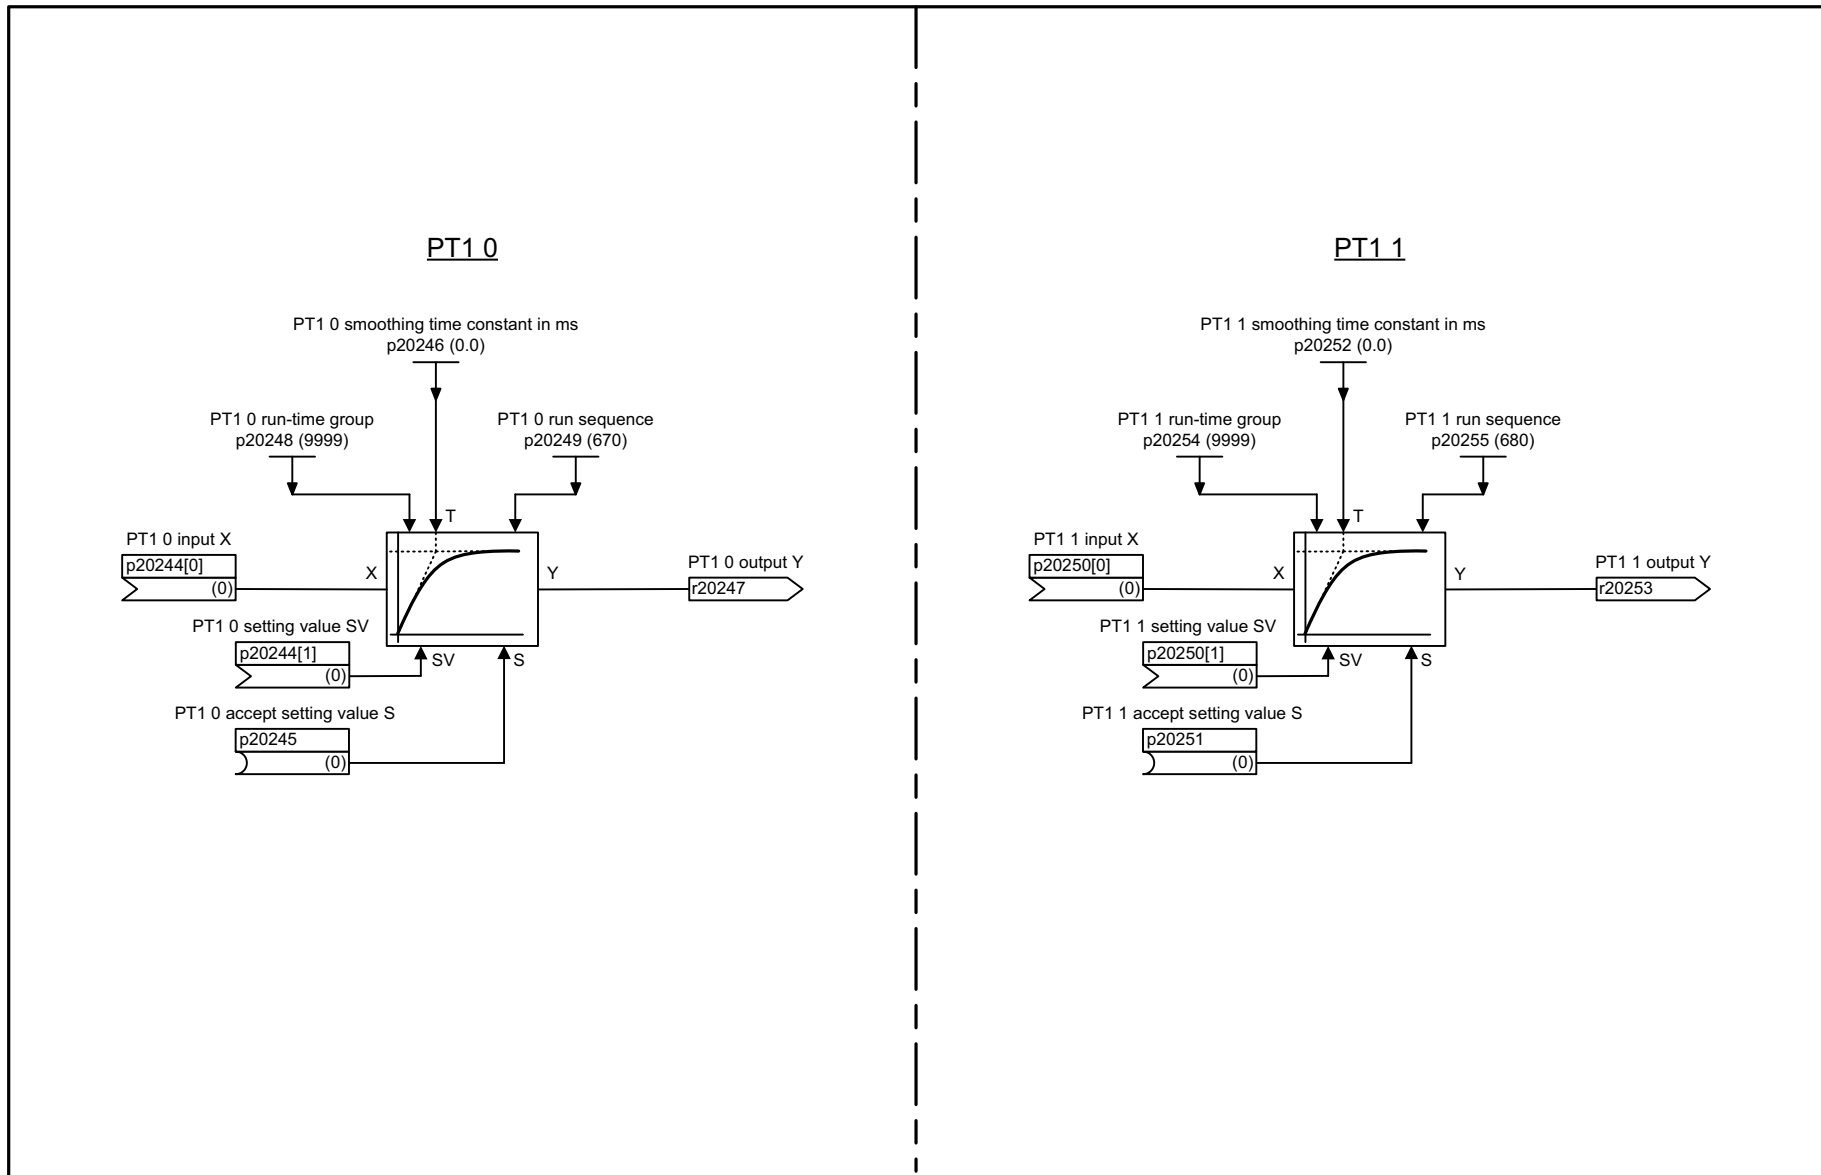 PT1 0
PT1 0 smoothing time constant in ms
p20246 (0.0)
PT1 0 run-time group
p20248 (9999)
PT1 0 run sequence
p20249 (670)
T
PT1 0 input X
p20244[0]
(0)
X
Y
PT1 0 output Y
r20247
PT1 0 setting value SV
p20244[1]
(0)
SV
S
PT1 0 accept setting value S
p20245
(0)
PT1 1
PT1 1 smoothing time constant in ms
p20252 (0.0)
PT1 1 run-time group
p20254 (9999)
PT1 1 run sequence
p20255 (680)
T
PT1 1 input X
p20250[0]
(0)
X
Y
PT1 1 output Y
r20253
PT1 1 setting value SV
p20250[1]
(0)
SV
S
PT1 1 accept setting value S
p20251
(0)